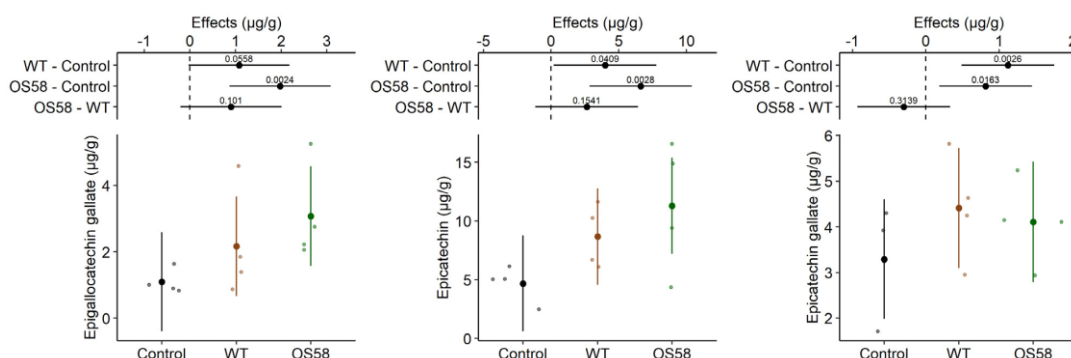 Effects (µg/g)
-1 0 1 2 3
WT - Control 0.0558
OS58 - Control 0.0024
OS58 - WT 0.101
Epigallocatechin gallate (µg/g)
4
2
0
Control WT OS58
Effects (µg/g)
-5 0 5 10
WT - Control 0.0409
OS58 - Control 0.0028
OS58 - WT 0.1541
Epicatechin (µg/g)
15
10
5
0
Control WT OS58
Effects (µg/g)
-1 0 1 2
WT - Control 0.0026
OS58 - Control 0.0163
OS58 - WT 0.3139
Epicatechin gallate (µg/g)
6
5
4
3
2
Control WT OS58